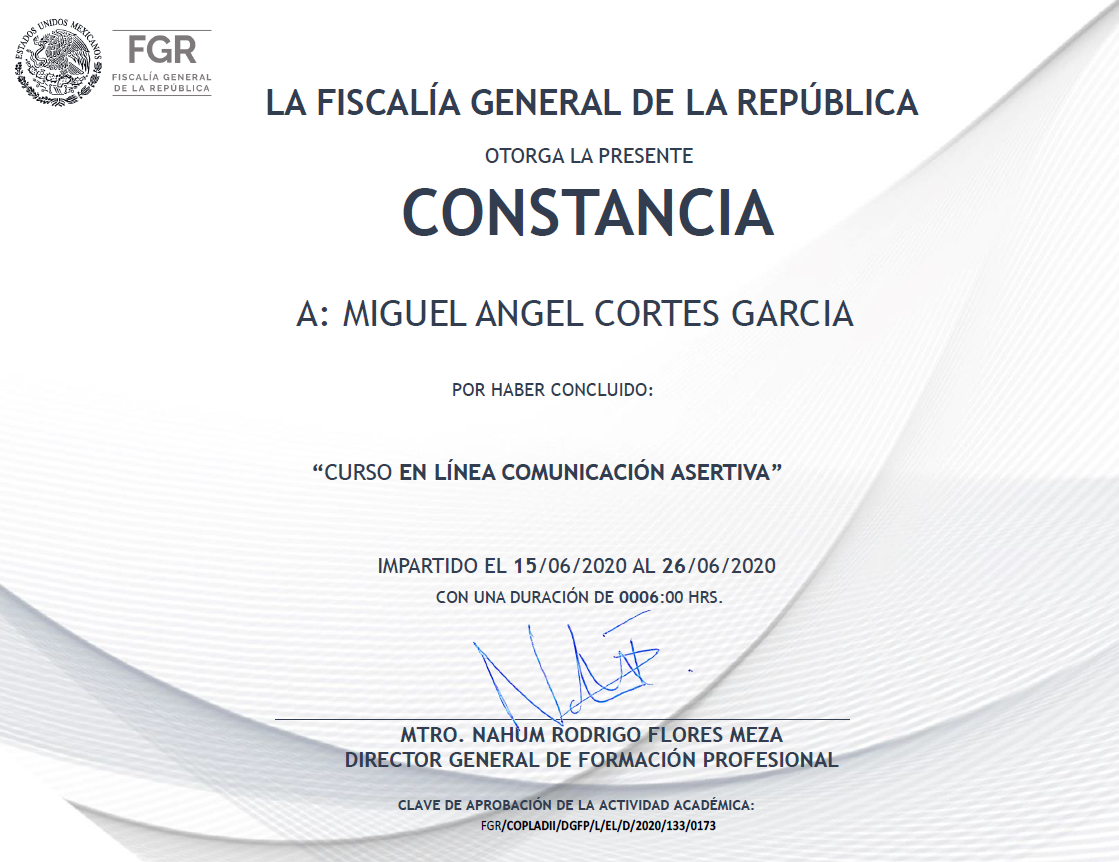 ESTADOS UNIDOS MEXICANOS
FGR
FISCALÍA GENERAL
DE LA REPÚBLICA
LA FISCALÍA GENERAL DE LA REPÚBLICA
OTORGA LA PRESENTE
CONSTANCIA
A: MIGUEL ANGEL CORTES GARCIA
POR HABER CONCLUIDO:
“CURSO EN LÍNEA COMUNICACIÓN ASERTIVA”
IMPARTIDO EL 15/06/2020 AL 26/06/2020
CON UNA DURACIÓN DE 0006:00 HRS.
MTRO. NAHUM RODRIGO FLORES MEZA
DIRECTOR GENERAL DE FORMACIÓN PROFESIONAL
CLAVE DE APROBACIÓN DE LA ACTIVIDAD ACADÉMICA:
FGR/COPLADII/DGFP/L/EL/D/2020/133/0173